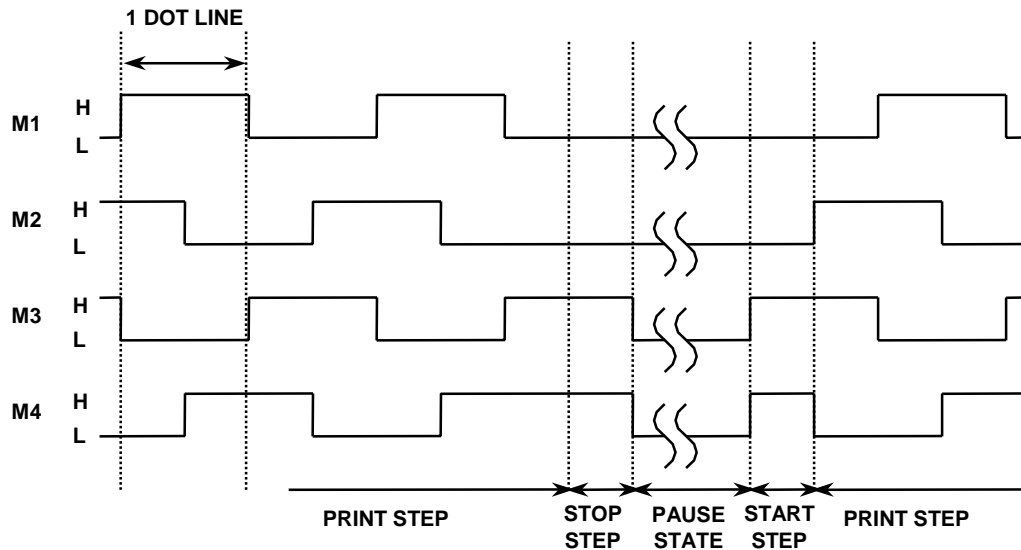 1 DOT LINE
M1
H
L
M2
H
L
M3
H
L
M4
H
L
PRINT STEP
STOP STEP
PAUSE STATE
START STEP
PRINT STEP